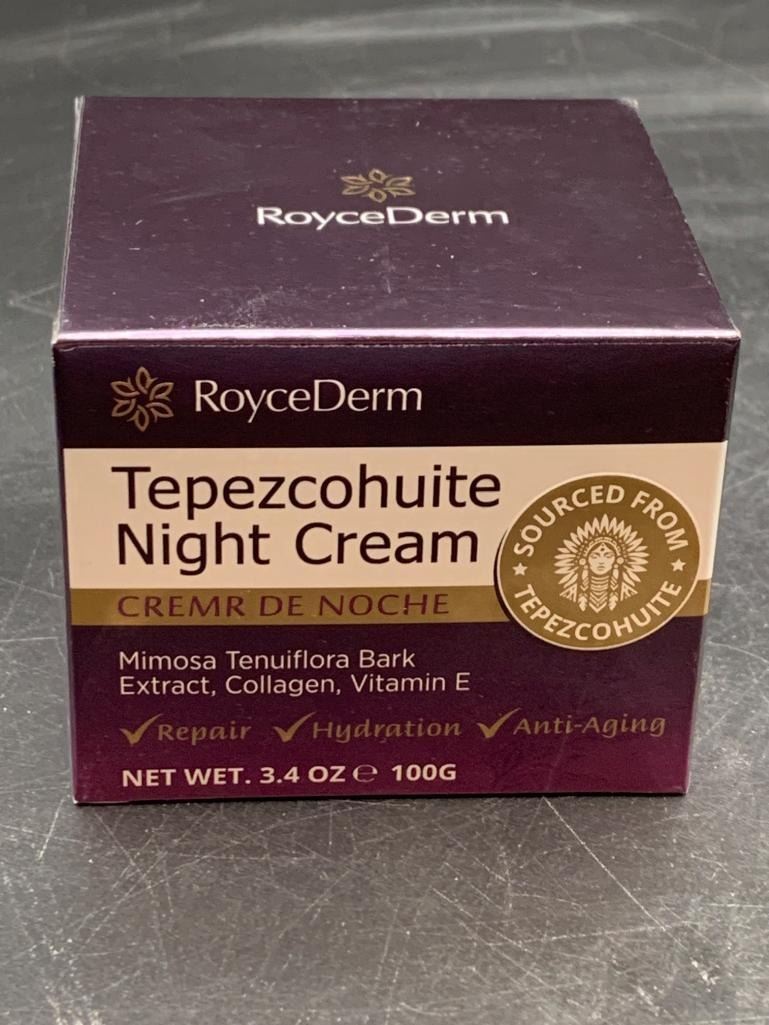 RoyceDerm
RoyceDerm
Tepezcohuite
Night Cream
CREMR DE NOCHE
SOURCED FROM
TEPEZCOHUITE
Mimosa Tenuiflora Bark
Extract, Collagen, Vitamin E
Repair Hydration Anti-Aging
NET WET. 3.4 OZ ℮ 100G